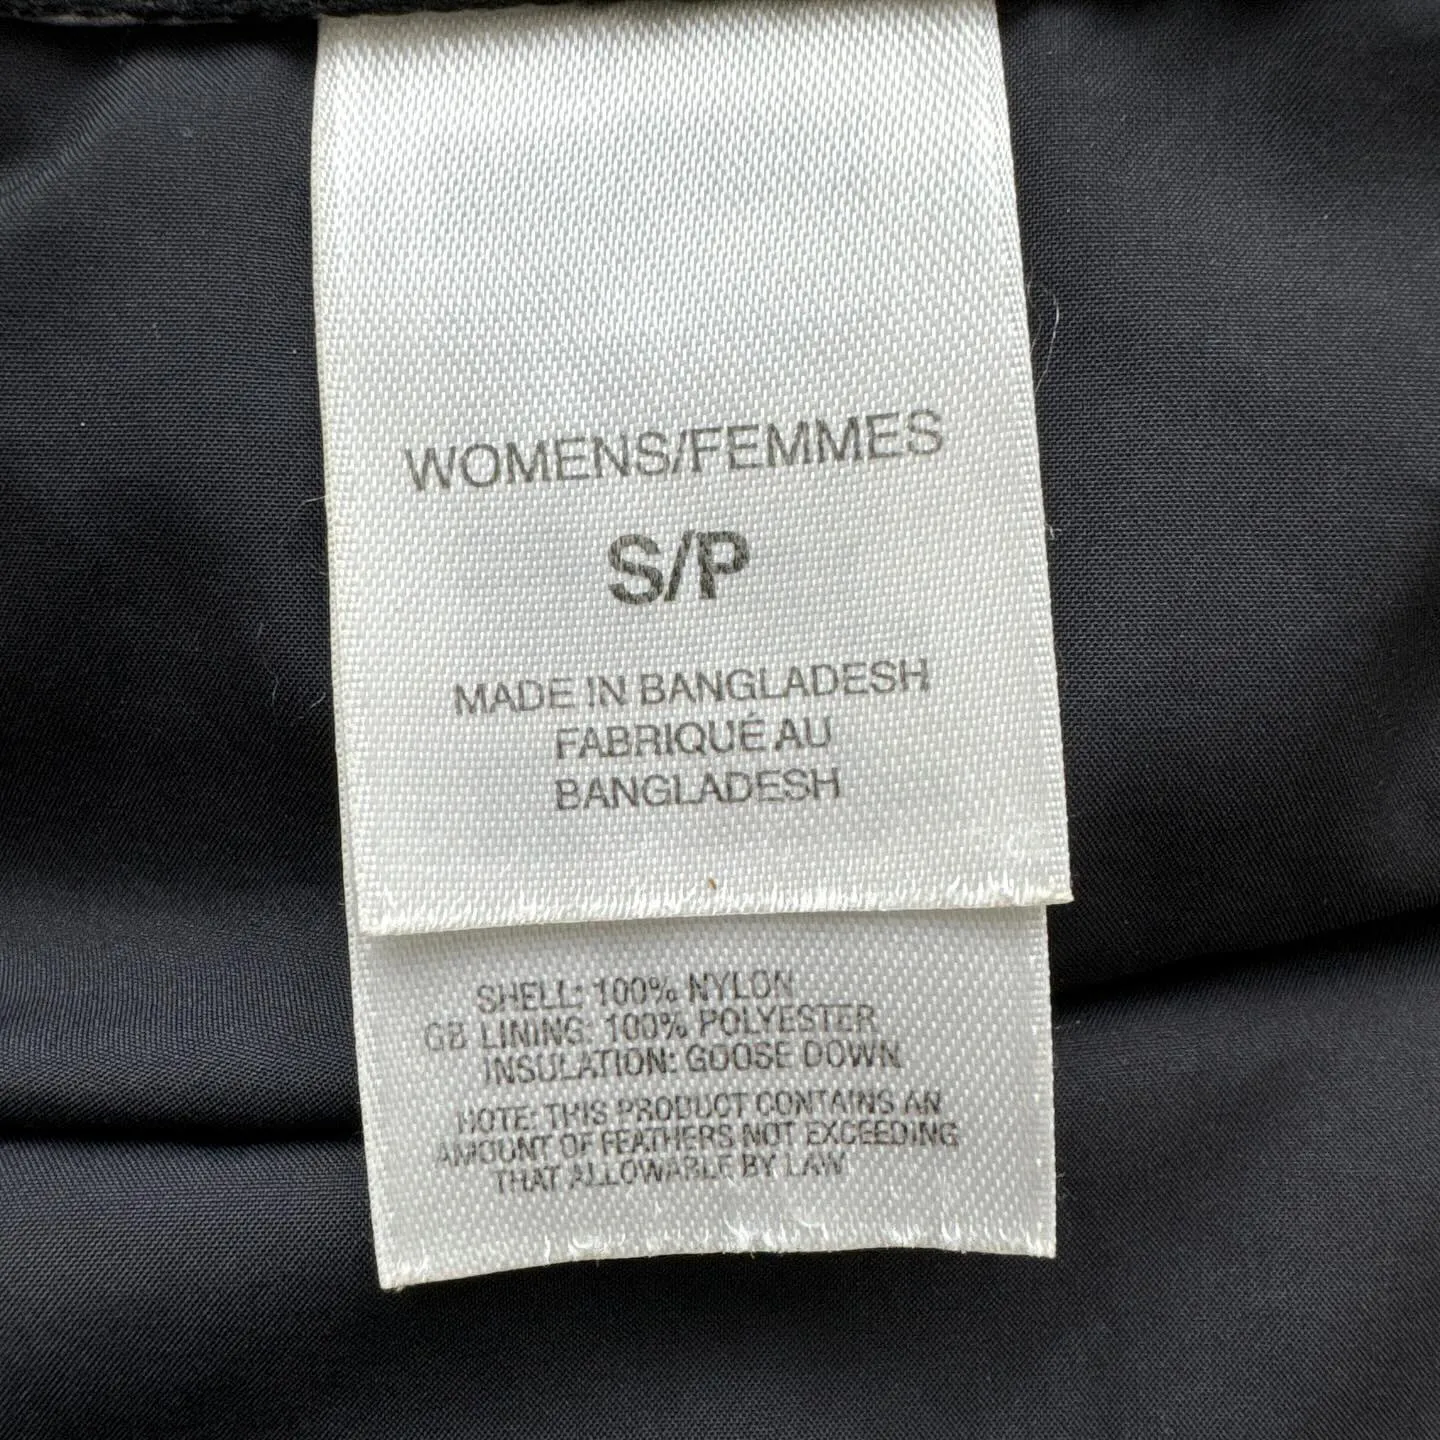 WOMENS/FEMMES
S/P
MADE IN BANGLADESH
FABRIQUÉ AU
BANGLADESH
SHELL: 100% NYLON
GB LINING: 100% POLYESTER
INSULATION: GOOSE DOWN
NOTE: THIS PRODUCT CONTAINS AN
AMOUNT OF FEATHERS NOT EXCEEDING
THAT ALLOWABLE BY LAW